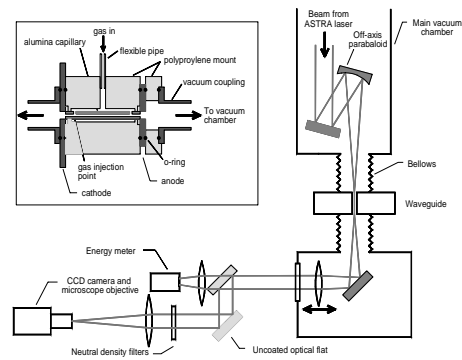 gas in
alumina capillary
flexible pipe
polyproylene mount
vacuum coupling
To vacuum
chamber
gas injection
point
o-ring
cathode
anode
Beam from
ASTRA laser
Off-axis
parabaloid
Main vacuum
chamber
Bellows
Waveguide
Energy meter
CCD camera and
microscope objective
Neutral density filters
Uncoated optical flat